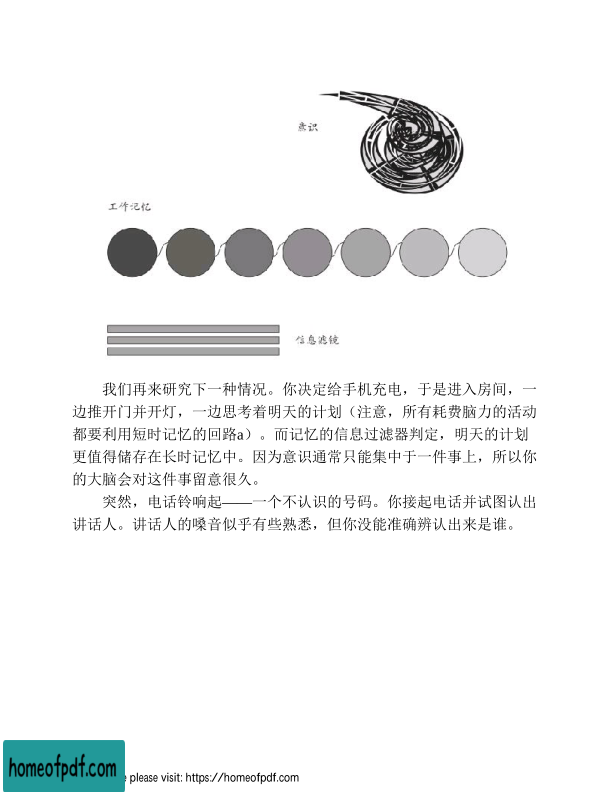 意识
工作记忆
信息滤镜
我们再来研究下一种情况。你决定给手机充电，于是进入房间，一
边推开门并开灯，一边思考着明天的计划（注意，所有耗费脑力的活动
都要利用短时记忆的回路a）。而记忆的信息过滤器判定，明天的计划
更值得储存在长时记忆中。因为意识通常只能集中于一件事上，所以你
的大脑会对这件事留意很久。
突然，电话铃响起——一个不认识的号码。你接起电话并试图认出
讲话人。讲话人的嗓音似乎有些熟悉，但你没能准确辨认出来是谁。
homeofpdf.com
e please visit: https://homeofpdf.com